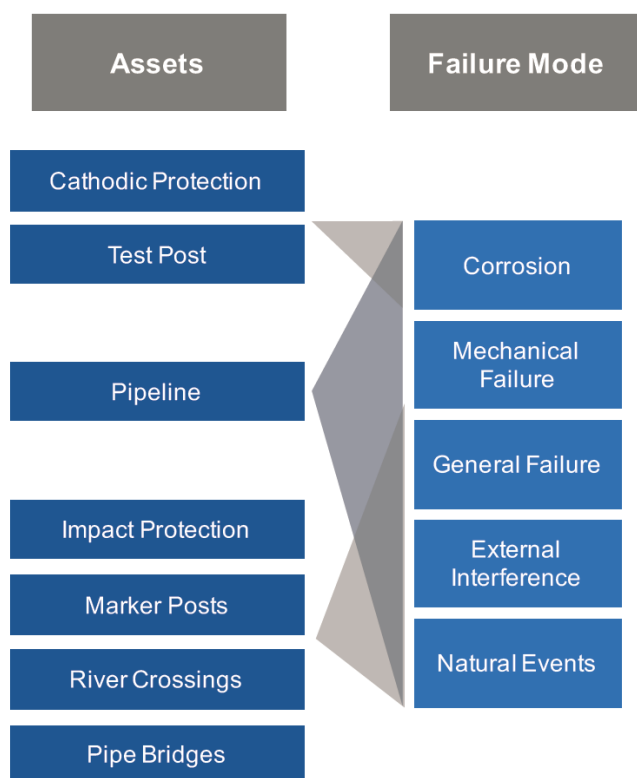 Assets
Failure Mode
Cathodic Protection
Test Post
Pipeline
Impact Protection
Marker Posts
River Crossings
Pipe Bridges
Corrosion
Mechanical
Failure
General Failure
External
Interference
Natural Events